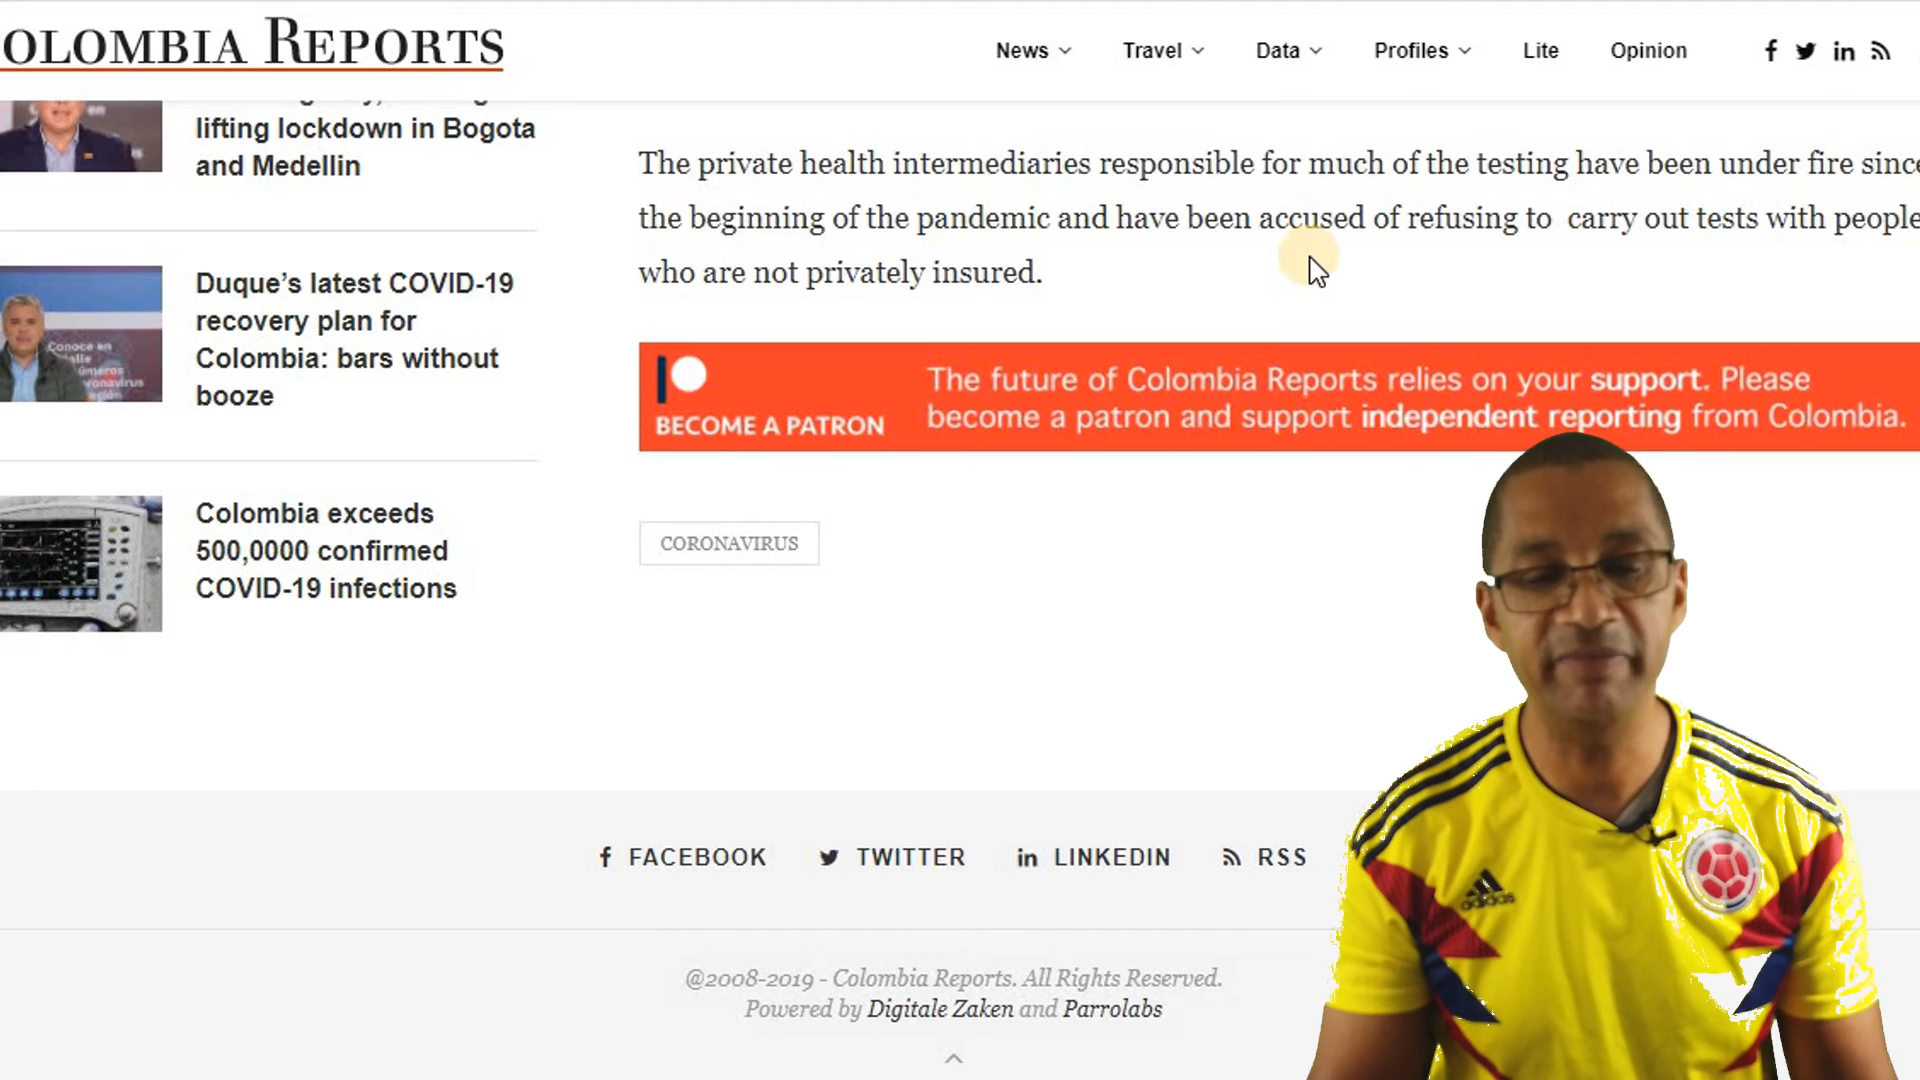 OLOMBIA REPORTS
News
Travel
Data
Profiles
Lite
Opinion
lifting lockdown in Bogota
and Medellin
Duque’s latest COVID-19
recovery plan for
Colombia: bars without
booze
Colombia exceeds
500,0000 confirmed
COVID-19 infections
The private health intermediaries responsible for much of the testing have been under fire since
the beginning of the pandemic and have been accused of refusing to carry out tests with people
who are not privately insured.
BECOME A PATRON
The future of Colombia Reports relies on your support. Please
become a patron and support independent reporting from Colombia.
CORONAVIRUS
FACEBOOK
TWITTER
LINKEDIN
RSS
adidas
@2008-2019 - Colombia Reports. All Rights Reserved.
Powered by Digitale Zaken and Parrolabs